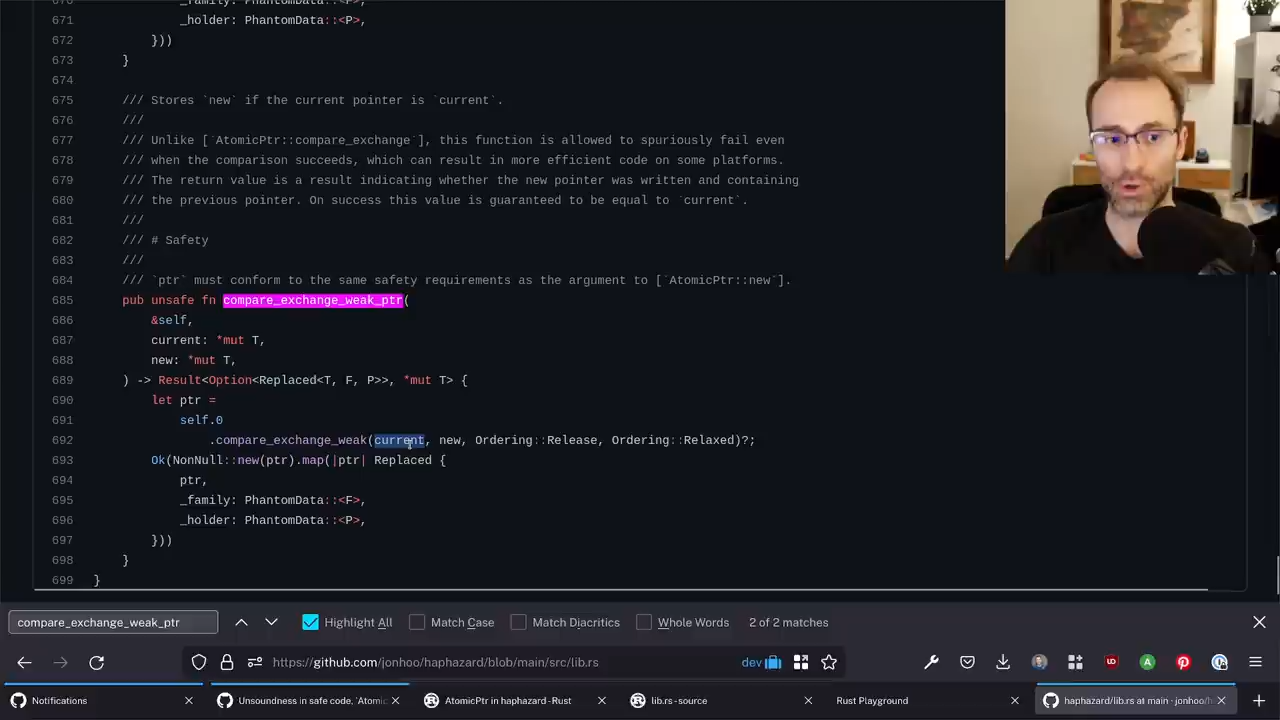 670 _family: PhantomData::<F>,
671 _holder: PhantomData::<P>,
672 }))
673 }
674
675 /// Stores `new` if the current pointer is `current`.
676 ///
677 /// Unlike [`AtomicPtr::compare_exchange`], this function is allowed to spuriously fail even
678 /// when the comparison succeeds, which can result in more efficient code on some platforms.
679 /// The return value is a result indicating whether the new pointer was written and containing
680 /// the previous pointer. On success this value is guaranteed to be equal to `current`.
681 ///
682 /// # Safety
683 ///
684 /// `ptr` must conform to the same safety requirements as the argument to [`AtomicPtr::new`].
685 pub unsafe fn compare_exchange_weak_ptr(
686 &self,
687 current: *mut T,
688 new: *mut T,
689 ) -> Result<Option<Replaced<T, F, P>>, *mut T> {
690 let ptr =
691 self.0
692 .compare_exchange_weak(current, new, Ordering::Release, Ordering::Relaxed)?;
693 Ok(NonNull::new(ptr).map(|ptr| Replaced {
694 ptr,
695 _family: PhantomData::<F>,
696 _holder: PhantomData::<P>,
697 }))
698 }
699 }
compare_exchange_weak_ptr Highlight All Match Case Match Diacritics Whole Words 2 of 2 matches
https://github.com/jonhoo/haphazard/blob/main/src/lib.rs dev
Notifications Unsoundness in safe code, `Atomic AtomicPtr in haphazard - Rust lib.rs - source Rust Playground haphazard/lib.rs at main · jonhoo/h